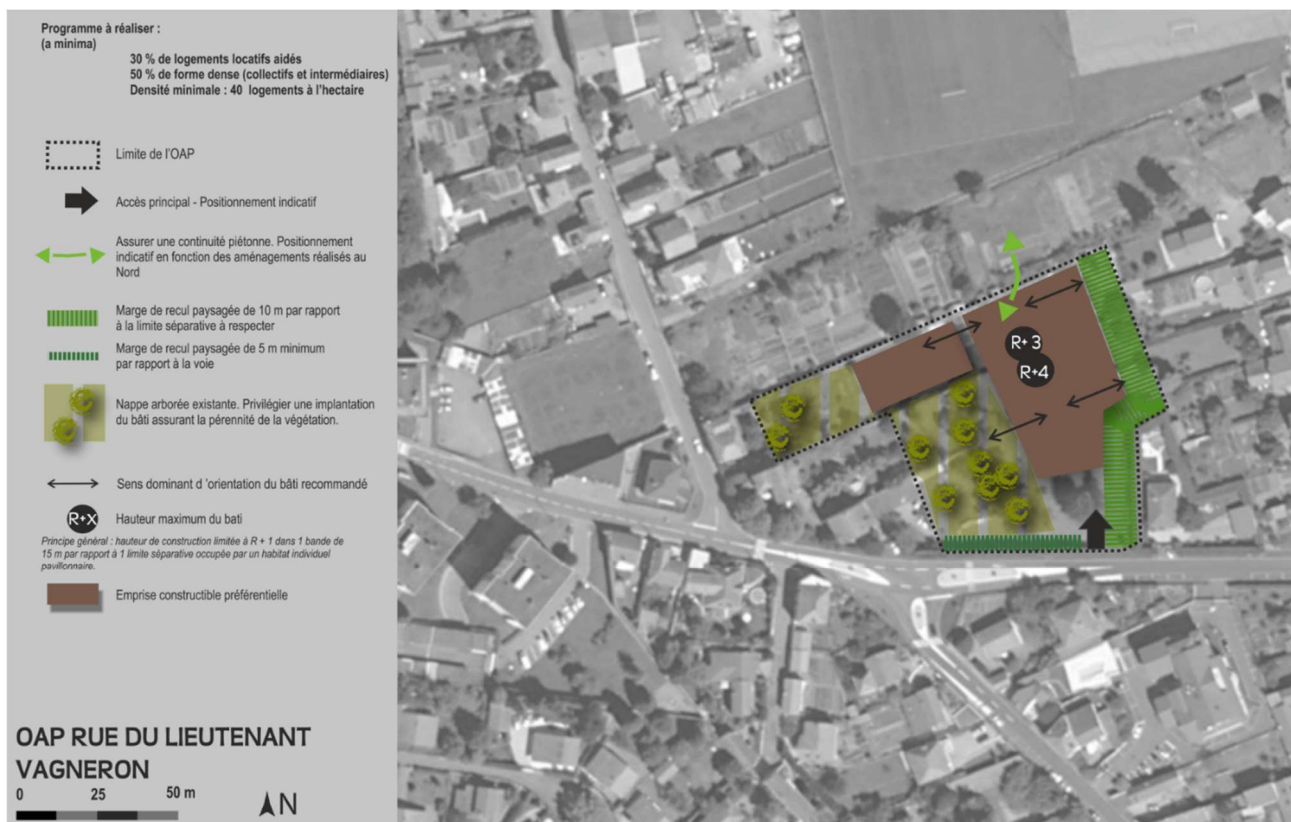 Programme à réaliser :
(a minima)
30 % de logements locatifs aidés
50 % de forme dense (collectifs et intermédiaires)
Densité minimale : 40 logements à l'hectaire
Limite de l'OAP
Accès principal - Positionnement indicatif
Assurer une continuité piétonne. Positionnement
indicatif en fonction des aménagements réalisés au
Nord
Marge de recul paysagée de 10 m par rapport
à la limite séparative à respecter
Marge de recul paysagée de 5 m minimum
par rapport à la voie
Nappe arborée existante. Privilégier une implantation
du bâti assurant la pérennité de la végétation.
Sens dominant d 'orientation du bâti recommandé
R+X
Hauteur maximum du bati
Principe général : hauteur de construction limitée à R + 1 dans 1 bande de
15 m par rapport à 1 limite séparative occupée par un habitat individuel
pavillonnaire.
Emprise constructible préférentielle
OAP RUE DU LIEUTENANT
VAGNERON
0 25 50 m
N
R+ 3
R+4